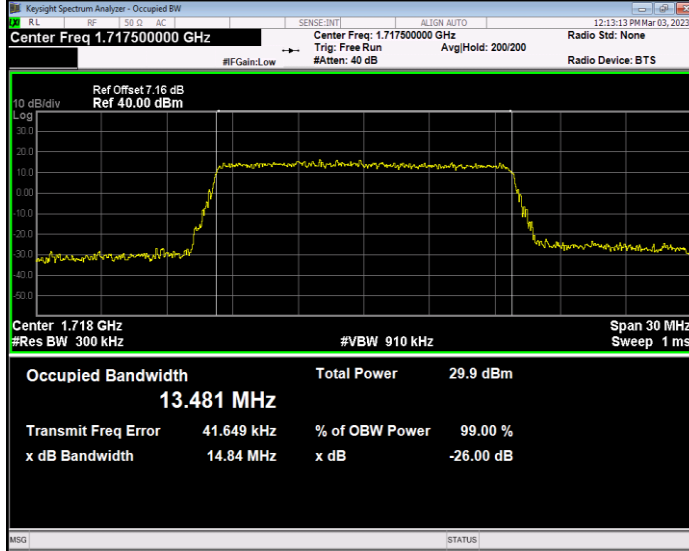 Keysight Spectrum Analyzer - Occupied BW
RL RF 50 Ω AC SENSE:INT ALIGN AUTO 12:13:13 PM Mar 03, 2023
Center Freq 1.717500000 GHz
Center Freq: 1.717500000 GHz
Radio Std: None
Trig: Free Run Avg|Hold: 200/200
#IFGain:Low #Atten: 40 dB Radio Device: BTS
Ref Offset 7.16 dB
10 dB/div Ref 40.00 dBm
Log
30.0
20.0
10.0
0.00
-10.0
-20.0
-30.0
-40.0
-50.0
Center 1.718 GHz Span 30 MHz
#Res BW 300 kHz #VBW 910 kHz Sweep 1 ms
Occupied Bandwidth Total Power 29.9 dBm
13.481 MHz
Transmit Freq Error 41.649 kHz % of OBW Power 99.00 %
x dB Bandwidth 14.84 MHz x dB -26.00 dB
MSG STATUS